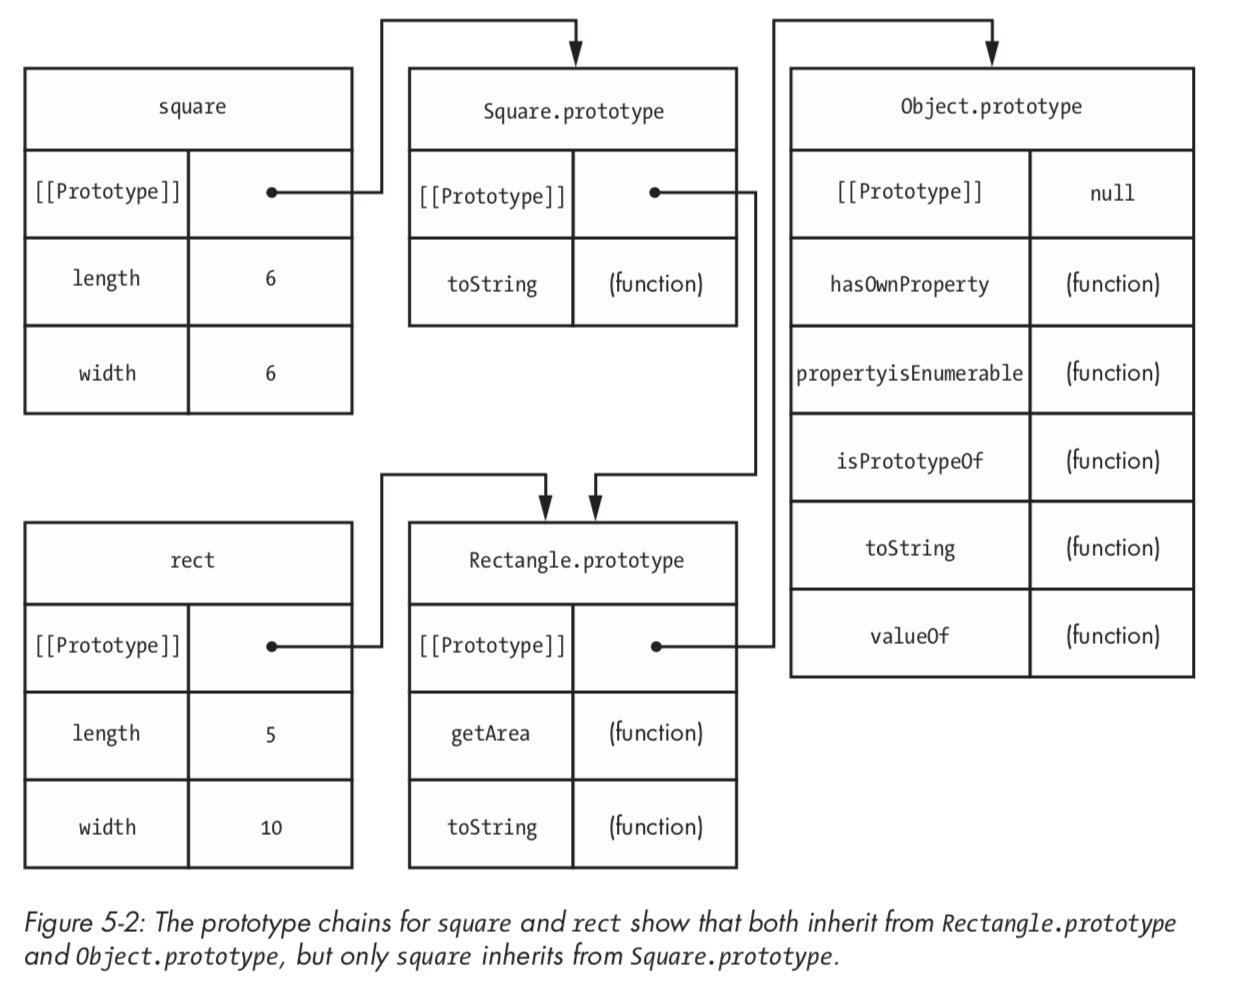 square
[[Prototype]]
length 6
width 6
Square.prototype
[[Prototype]]
toString (function)
Object.prototype
[[Prototype]] null
hasOwnProperty (function)
propertyisEnumerable (function)
isPrototypeOf (function)
toString (function)
valueOf (function)
rect
[[Prototype]]
length 5
width 10
Rectangle.prototype
[[Prototype]]
getArea (function)
toString (function)
Figure 5-2: The prototype chains for square and rect show that both inherit from Rectangle.prototype
and Object.prototype, but only square inherits from Square.prototype.